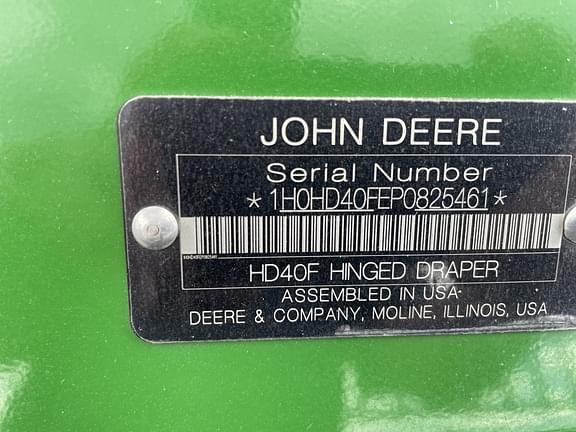 JOHN DEERE
Serial Number
*1H0HD40FEP0825461*
HD40F HINGED DRAPER
ASSEMBLED IN USA
DEERE & COMPANY, MOLINE, ILLINOIS, USA